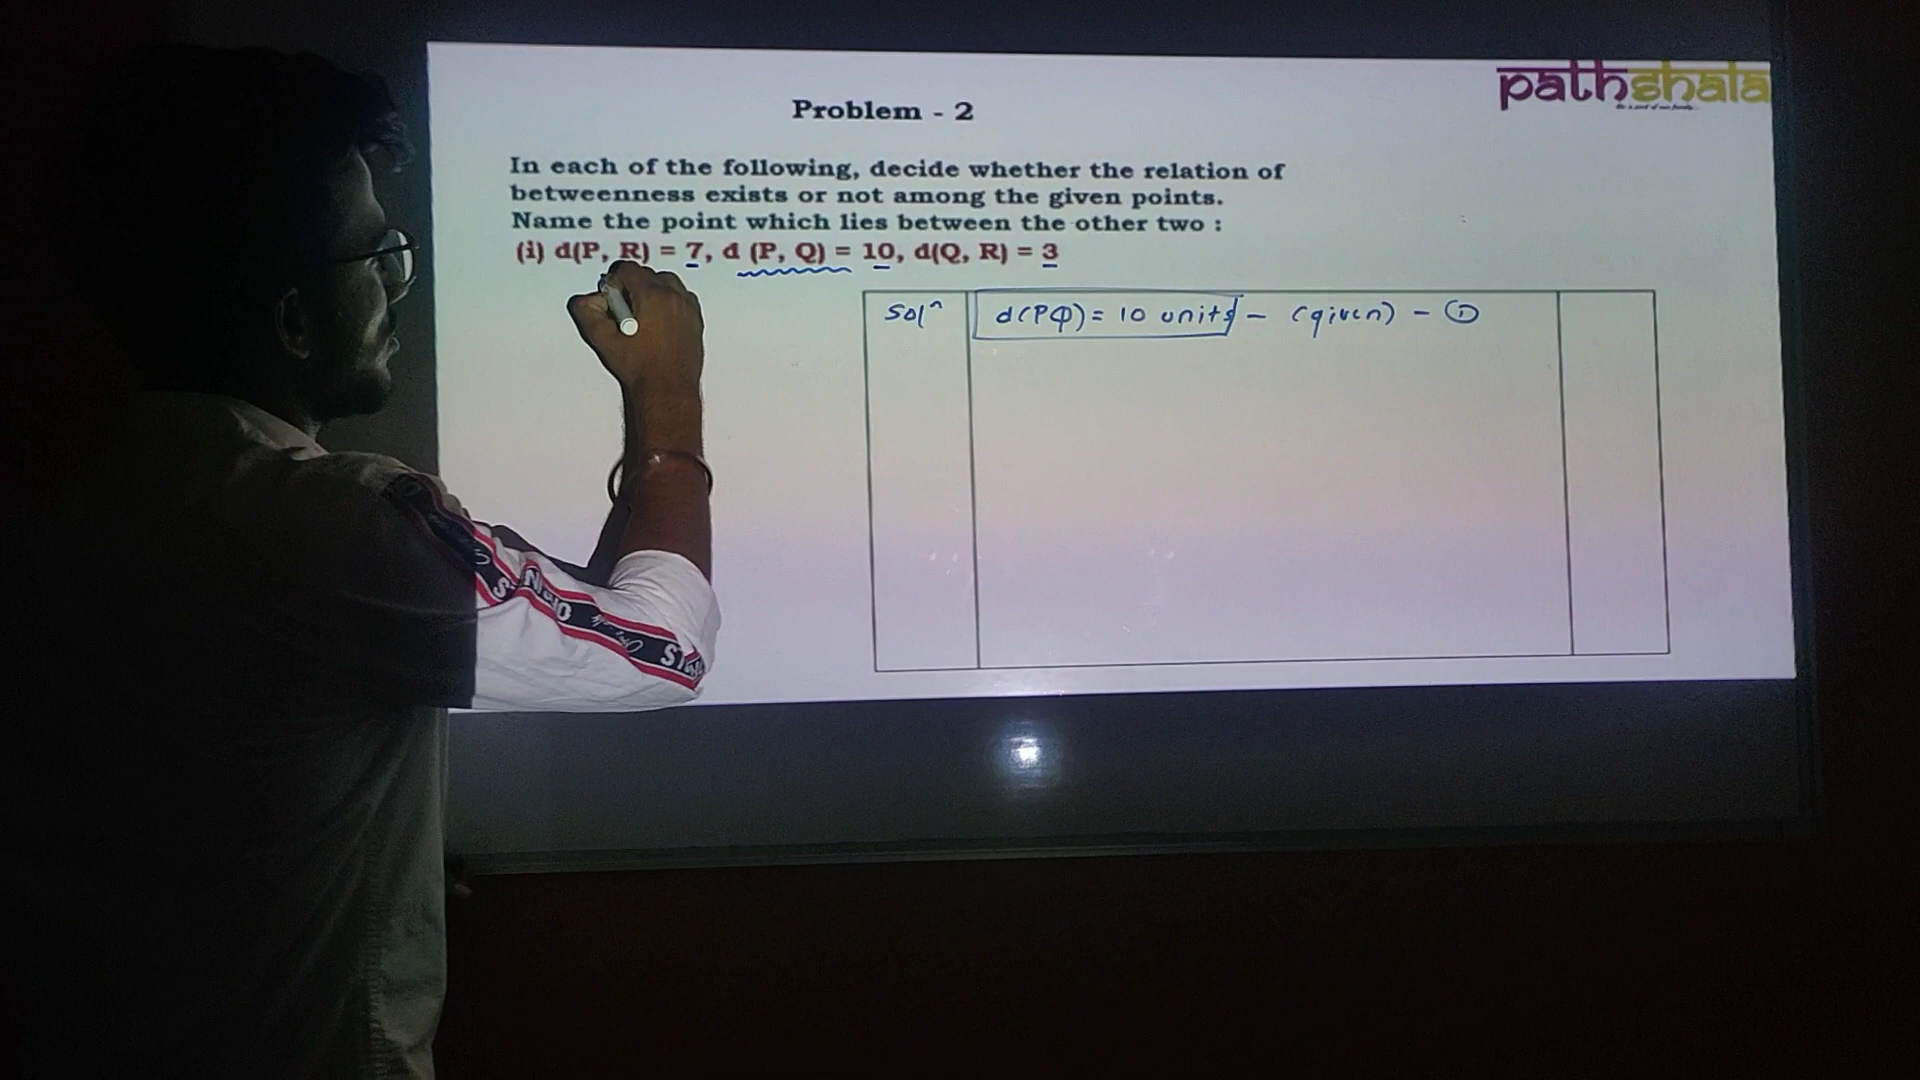 pathshala
Problem - 2
In each of the following, decide whether the relation of
betweenness exists or not among the given points.
Name the point which lies between the other two :
(i) d(P, R) = 7, d (P, Q) = 10, d(Q, R) = 3
Solⁿ d(PQ) = 10 units - (given) - ①